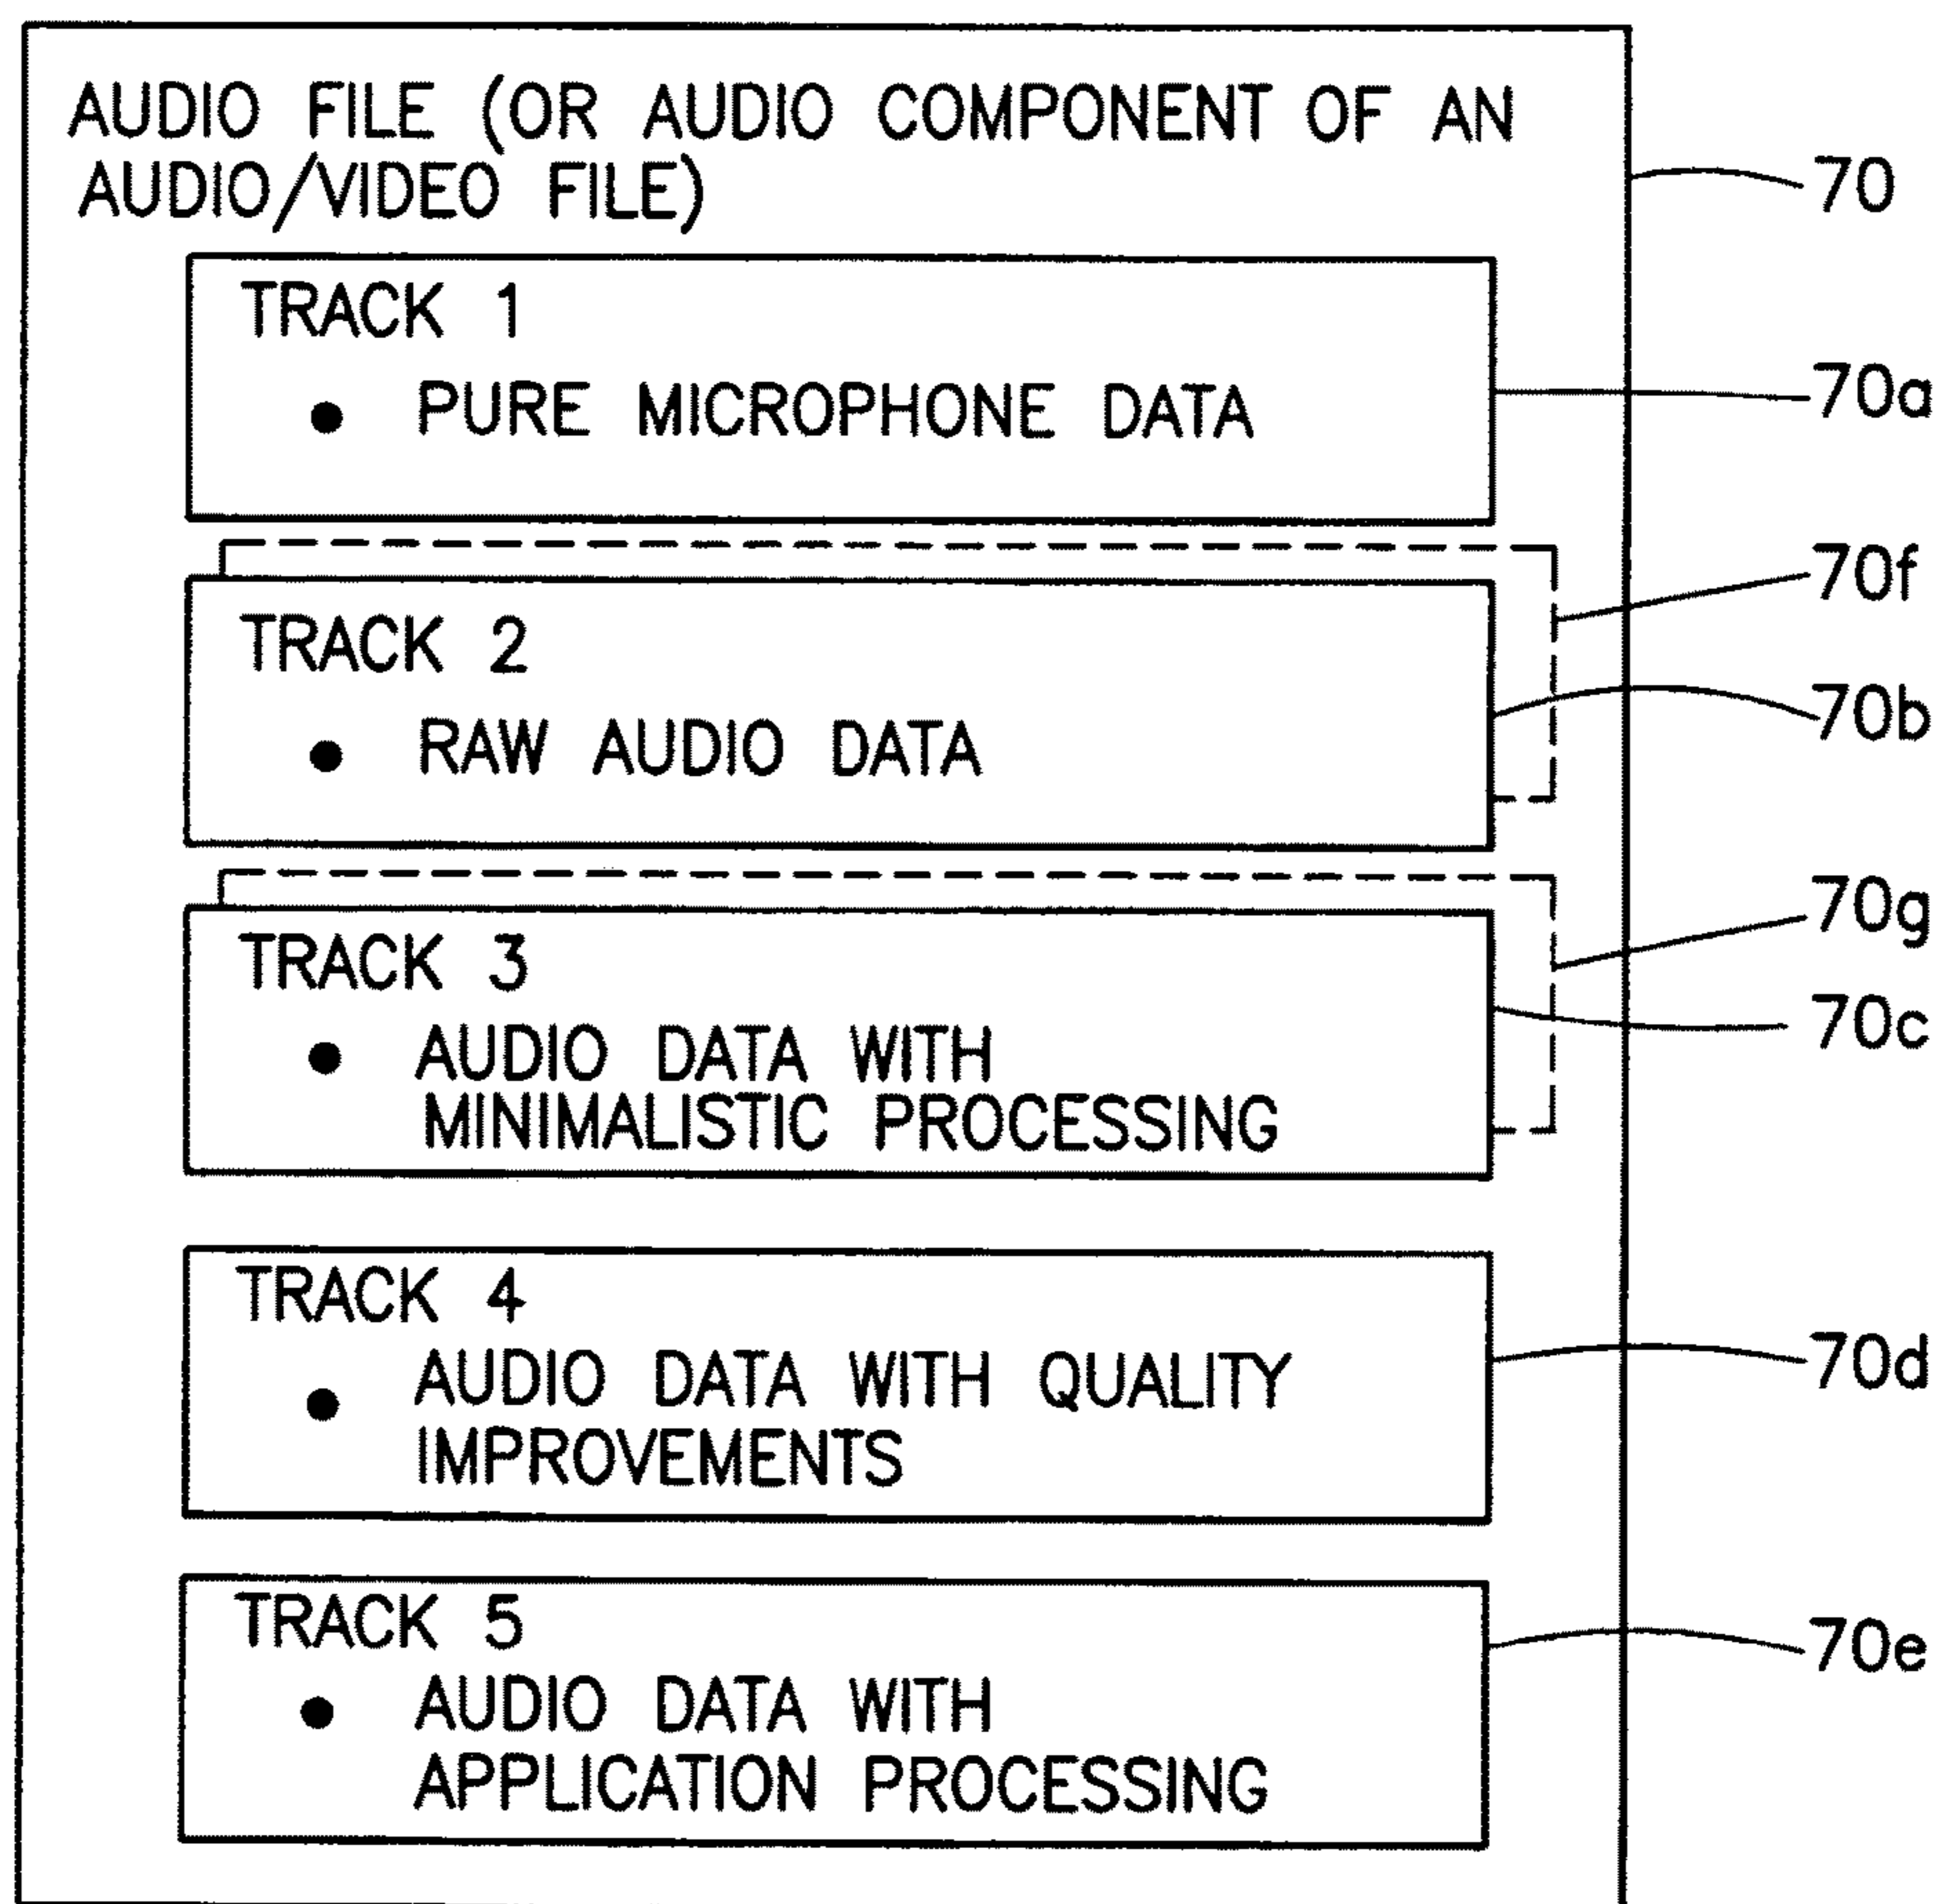 AUDIO FILE (OR AUDIO COMPONENT OF AN
AUDIO/VIDEO FILE)
70
TRACK 1
• PURE MICROPHONE DATA
70a
70f
TRACK 2
• RAW AUDIO DATA
70b
70g
TRACK 3
• AUDIO DATA WITH
MINIMALISTIC PROCESSING
70c
TRACK 4
• AUDIO DATA WITH QUALITY
IMPROVEMENTS
70d
TRACK 5
• AUDIO DATA WITH
APPLICATION PROCESSING
70e